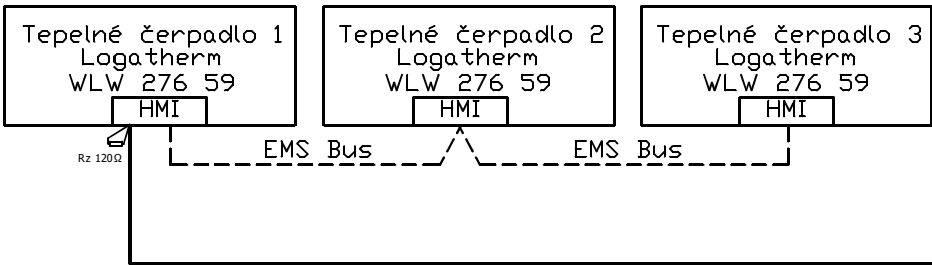 Tepelné čerpadlo 1
Logatherm
WLW 276 59
HMI
Tepelné čerpadlo 2
Logatherm
WLW 276 59
HMI
Tepelné čerpadlo 3
Logatherm
WLW 276 59
HMI
Rz 120Ω
EMS Bus
EMS Bus